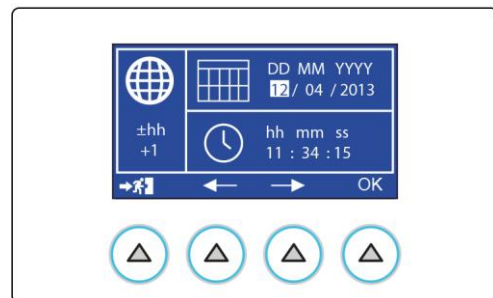 ±hh
+1
DD MM YYYY
12 / 04 / 2013
hh mm ss
11 : 34 : 15
OK